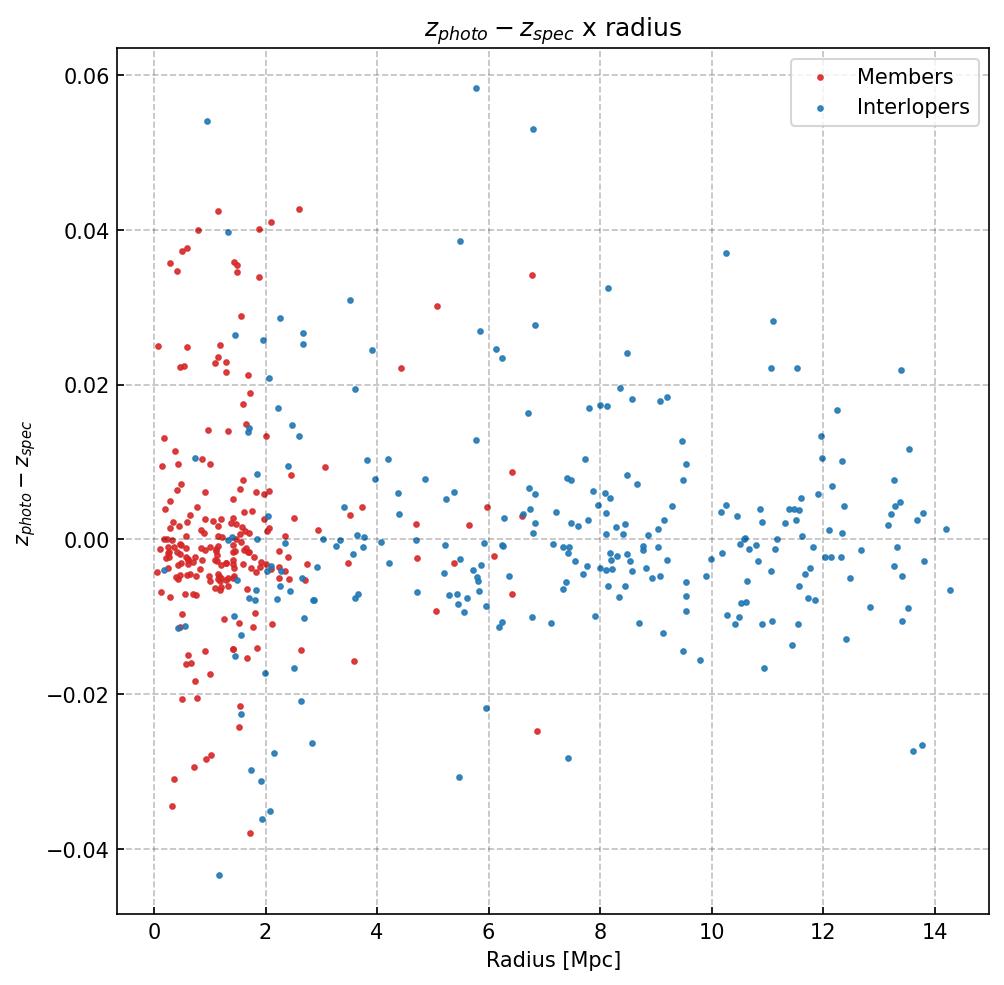 z_photo − z_spec x radius
Members
Interlopers
0.06
0.04
0.02
0.00
−0.02
−0.04
z_photo − z_spec
0 2 4 6 8 10 12 14
Radius [Mpc]